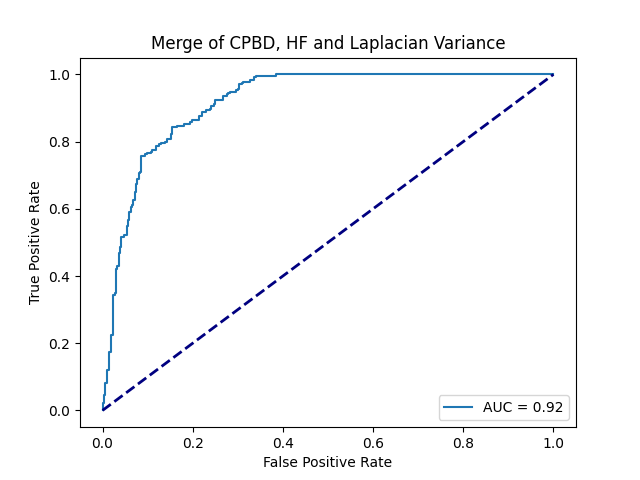 Merge of CPBD, HF and Laplacian Variance
1.0
0.8
0.6
0.4
0.2
0.0
True Positive Rate
AUC = 0.92
0.0 0.2 0.4 0.6 0.8 1.0
False Positive Rate